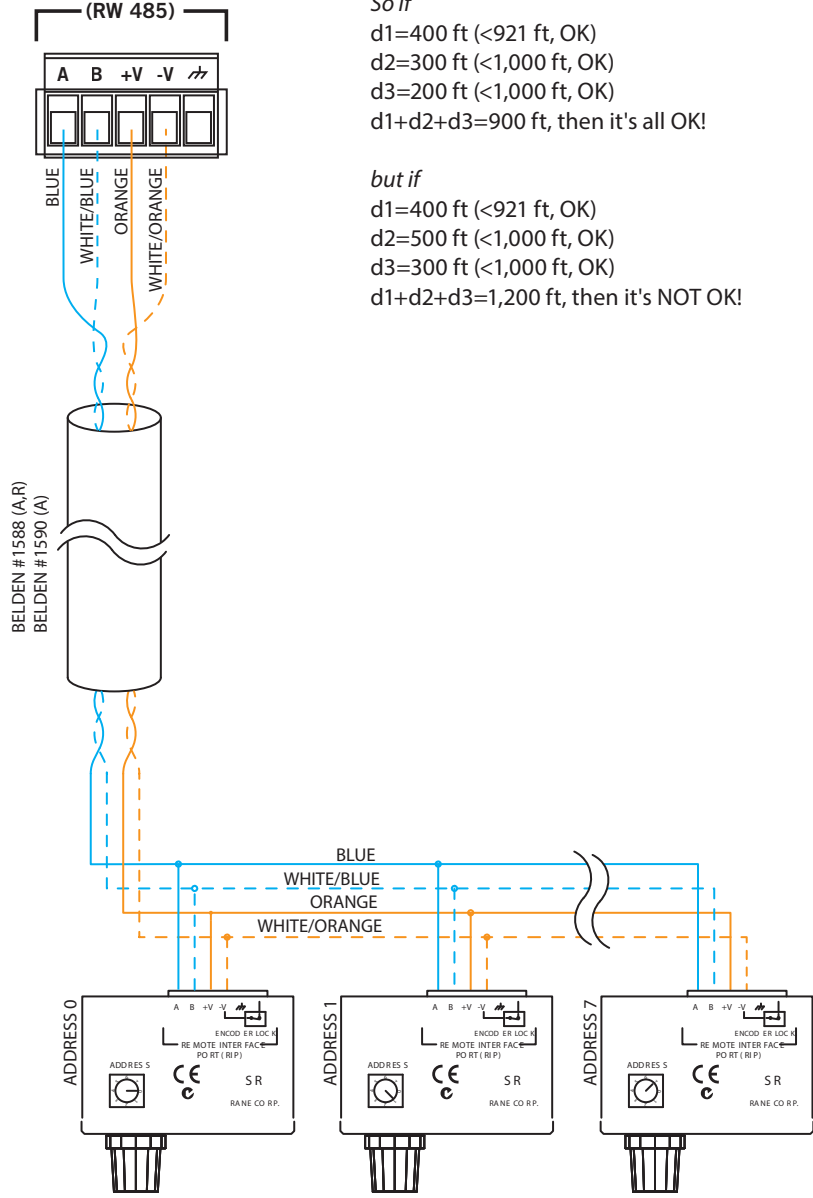 (RW 485)
A B +V -V
BLUE
WHITE/BLUE
ORANGE
WHITE/ORANGE
So if
d1=400 ft (<921 ft, OK)
d2=300 ft (<1,000 ft, OK)
d3=200 ft (<1,000 ft, OK)
d1+d2+d3=900 ft, then it's all OK!
but if
d1=400 ft (<921 ft, OK)
d2=500 ft (<1,000 ft, OK)
d3=300 ft (<1,000 ft, OK)
d1+d2+d3=1,200 ft, then it's NOT OK!
BELDEN #1588 (A,R)
BELDEN #1590 (A)
BLUE
WHITE/BLUE
ORANGE
WHITE/ORANGE
ADDRESS 0
A B +V -V
ENCODER LOCK
REMOTE INTERFACE
PORT (RIP)
ADDRESS
CE
SR
RANE CORP.
ADDRESS 1
A B +V -V
ENCODER LOCK
REMOTE INTERFACE
PORT (RIP)
ADDRESS
CE
SR
RANE CORP.
ADDRESS 7
A B +V -V
ENCODER LOCK
REMOTE INTERFACE
PORT (RIP)
ADDRESS
CE
SR
RANE CORP.